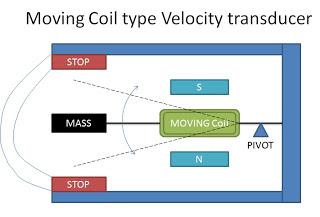 Moving Coil type Velocity transducer
STOP
S
MASS
MOVING Coil
PIVOT
N
STOP